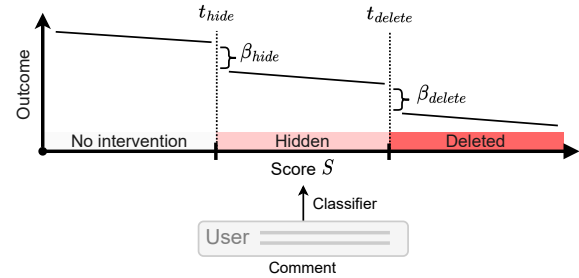 t_hide
t_delete
β_hide
β_delete
Outcome
No intervention
Hidden
Deleted
Score S
Classifier
User
Comment